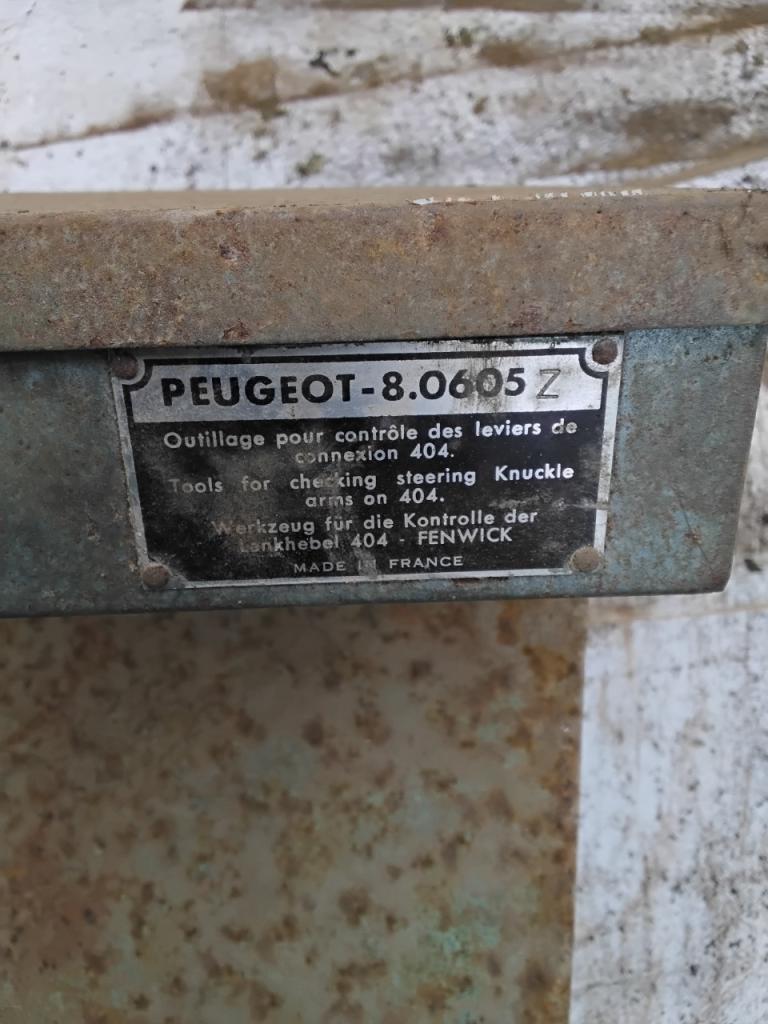 PEUGEOT-8.0605 Z
Outillage pour contrôle des leviers de
connexion 404.
Tools for checking steering Knuckle
arms on 404.
Werkzeug für die Kontrolle der
Lenkhebel 404 - FENWICK
MADE IN FRANCE